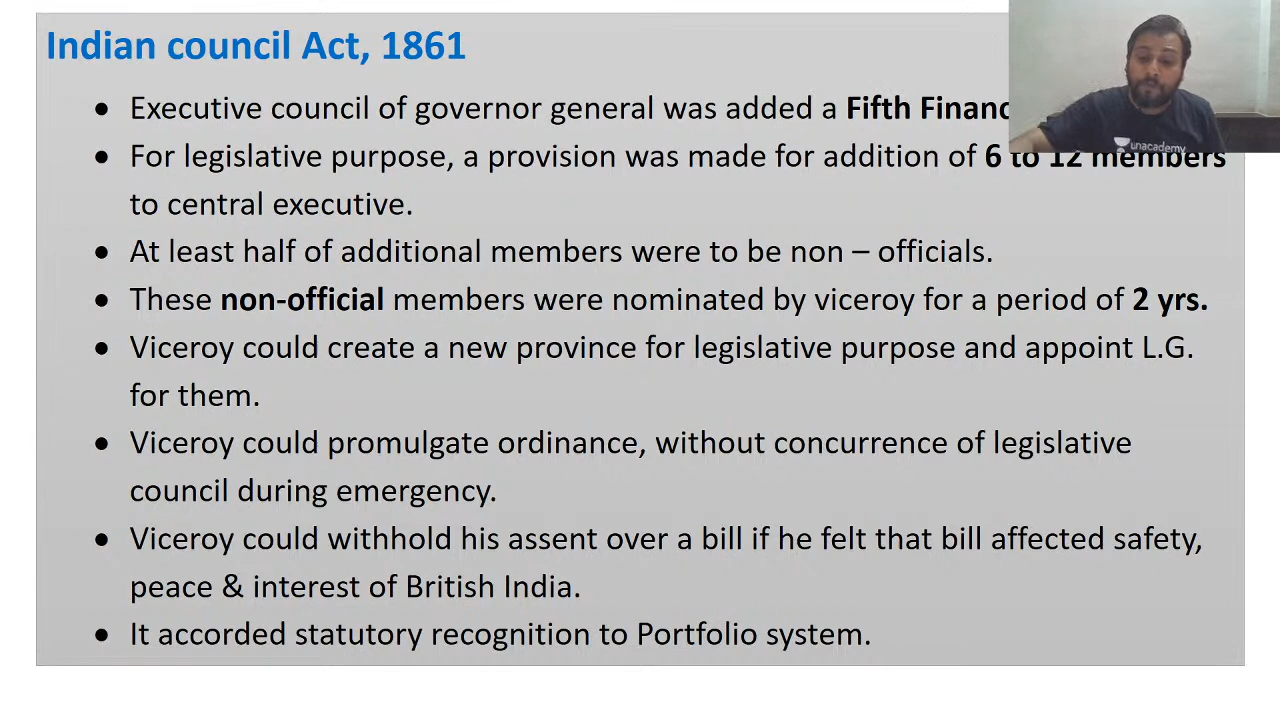 Indian council Act, 1861
• Executive council of governor general was added a Fifth
• For legislative purpose, a provision was made for addition of 6 to 12 members
to central executive.
• At least half of additional members were to be non – officials.
• These non-official members were nominated by viceroy for a period of 2 yrs.
• Viceroy could create a new province for legislative purpose and appoint L.G.
for them.
• Viceroy could promulgate ordinance, without concurrence of legislative
council during emergency.
• Viceroy could withhold his assent over a bill if he felt that bill affected safety,
peace & interest of British India.
• It accorded statutory recognition to Portfolio system.
unacademy